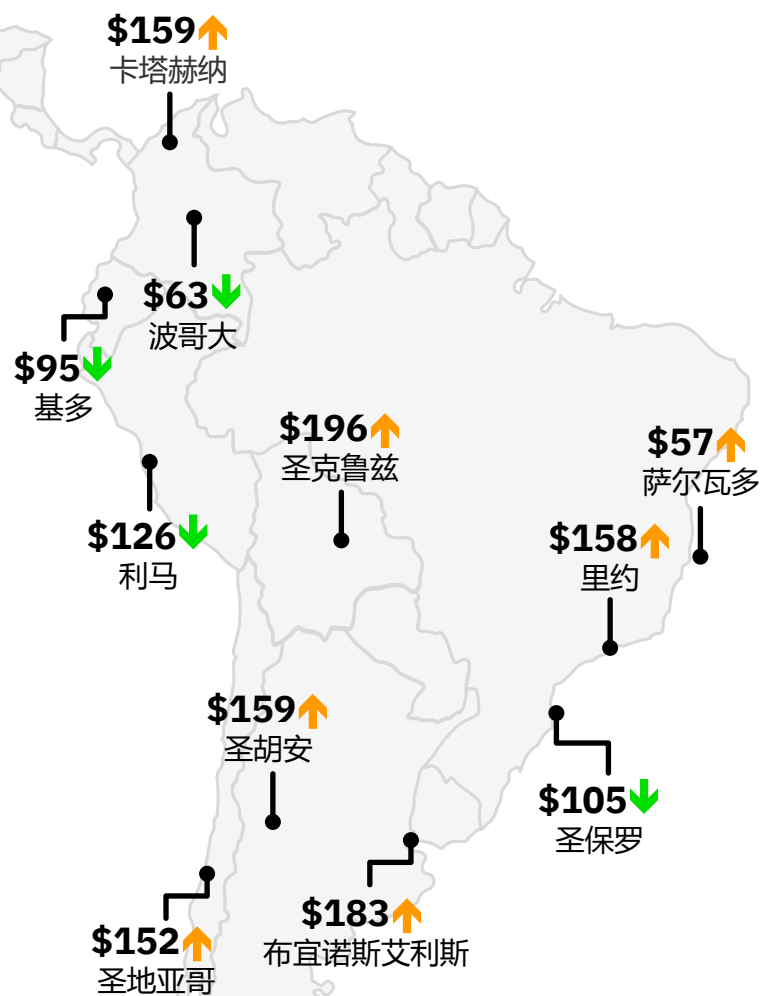 $159
卡塔赫纳
$63
波哥大
$95
基多
$196
圣克鲁兹
$57
萨尔瓦多
$126
利马
$158
里约
$159
圣胡安
$105
圣保罗
$183
布宜诺斯艾利斯
$152
圣地亚哥